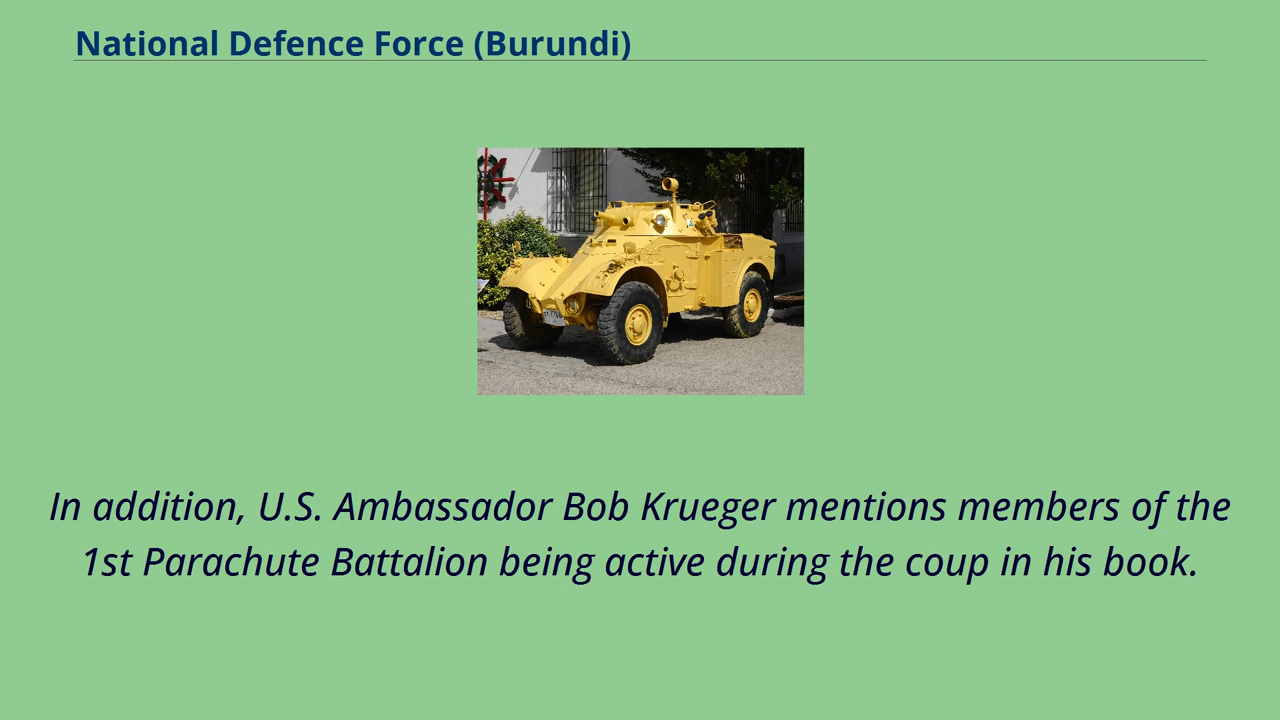 National Defence Force (Burundi)
In addition, U.S. Ambassador Bob Krueger mentions members of the
1st Parachute Battalion being active during the coup in his book.